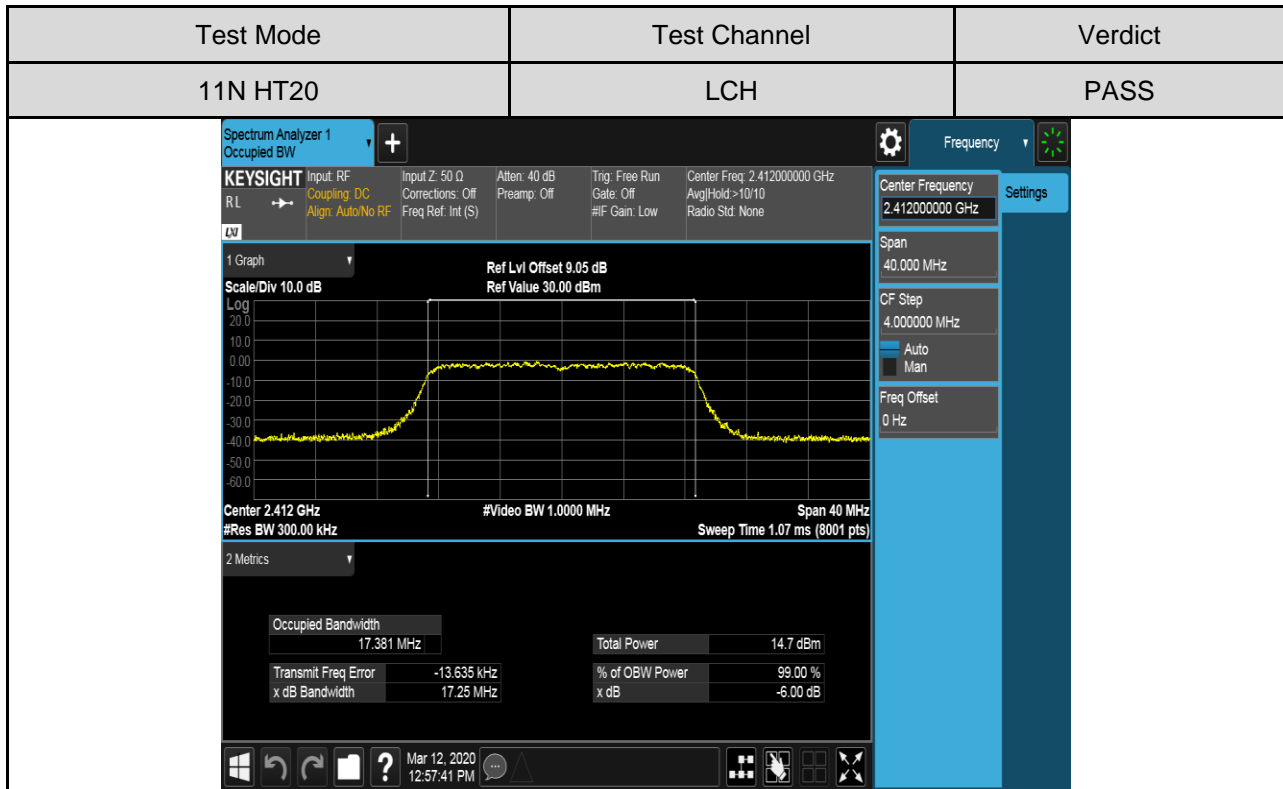 Test Mode Test Channel Verdict
11N HT20 LCH PASS
Spectrum Analyzer 1
Occupied BW
+
Frequency
KEYSIGHT Input: RF Input Z: 50 Ω Atten: 40 dB Trig: Free Run Center Freq: 2.412000000 GHz
Coupling: DC Corrections: Off Preamp: Off Gate: Off Avg|Hold:>10/10
RL Align: Auto/No RF Freq Ref: Int (S) #IF Gain: Low Radio Std: None
LXI
Center Frequency
2.412000000 GHz
Settings
Span
40.000 MHz
CF Step
4.000000 MHz
Auto
Man
Freq Offset
0 Hz
1 Graph
Ref Lvl Offset 9.05 dB
Scale/Div 10.0 dB Ref Value 30.00 dBm
Log
20.0
10.0
0.00
-10.0
-20.0
-30.0
-40.0
-50.0
-60.0
Center 2.412 GHz #Video BW 1.0000 MHz Span 40 MHz
#Res BW 300.00 kHz Sweep Time 1.07 ms (8001 pts)
2 Metrics
Occupied Bandwidth
17.381 MHz Total Power 14.7 dBm
Transmit Freq Error -13.635 kHz % of OBW Power 99.00 %
x dB Bandwidth 17.25 MHz x dB -6.00 dB
? Mar 12, 2020
12:57:41 PM